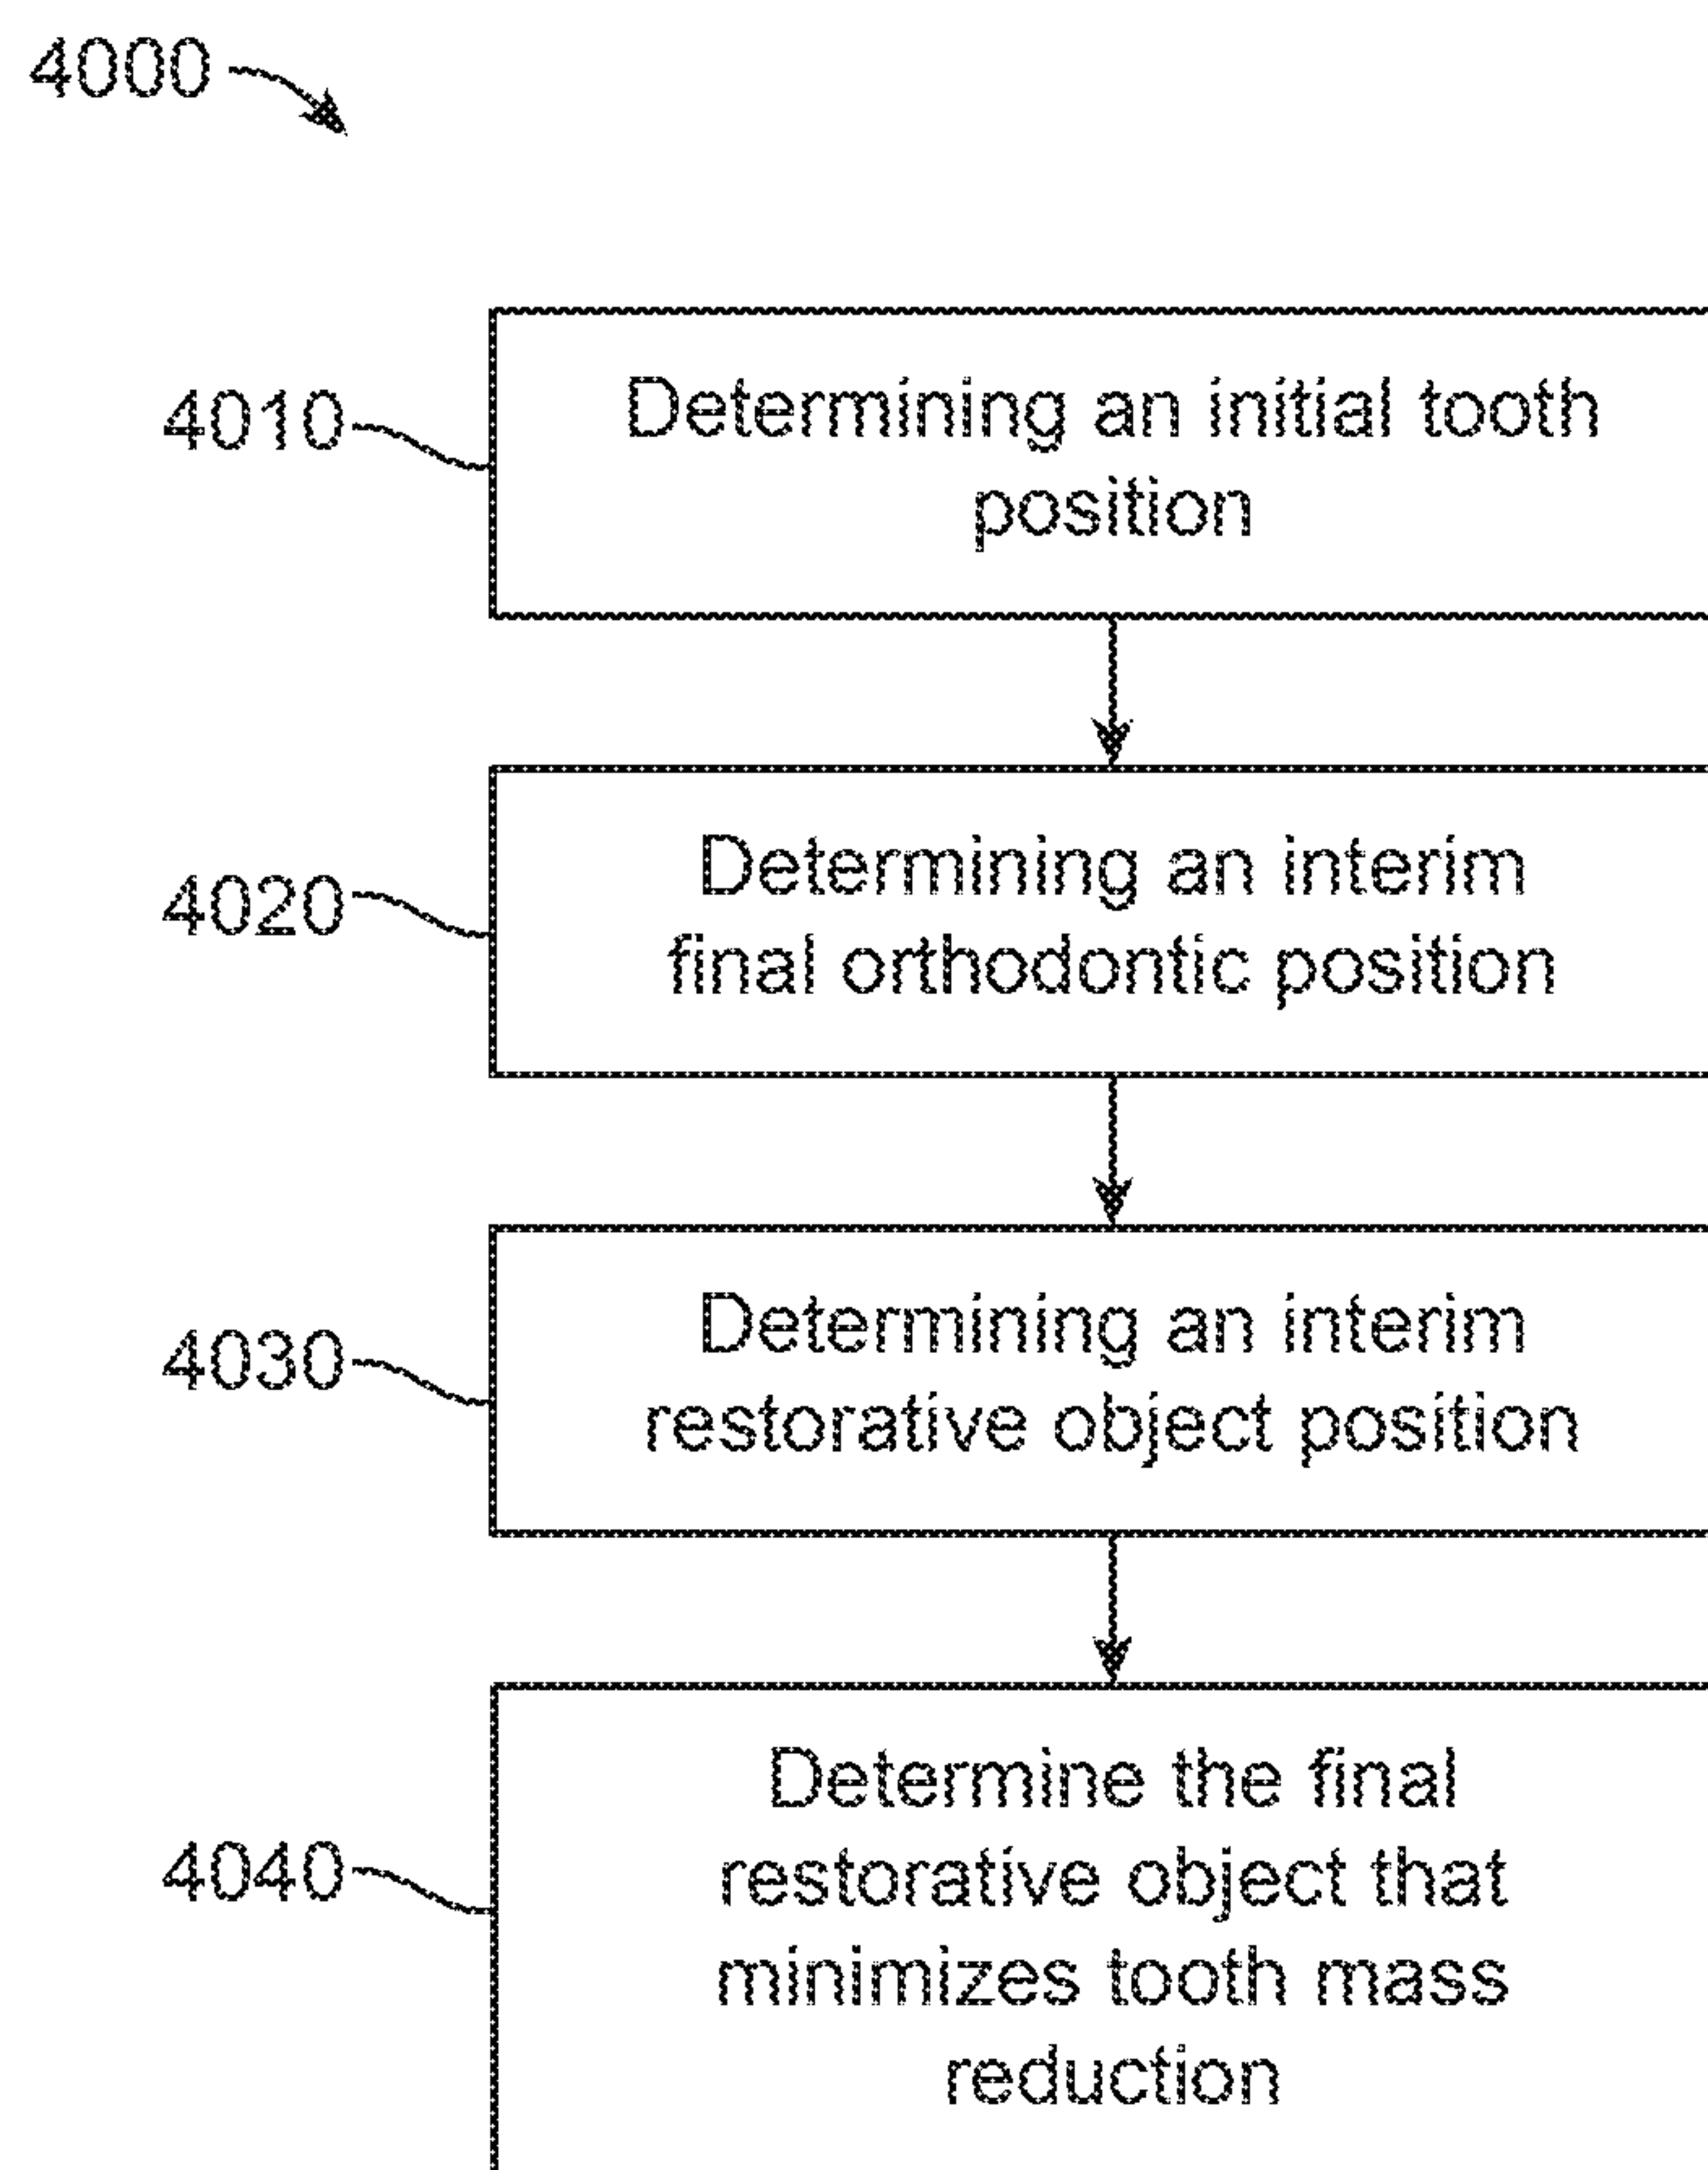 4000
4010
Determining an initial tooth
position
4020
Determining an interim
final orthodontic position
4030
Determining an interim
restorative object position
4040
Determine the final
restorative object that
minimizes tooth mass
reduction